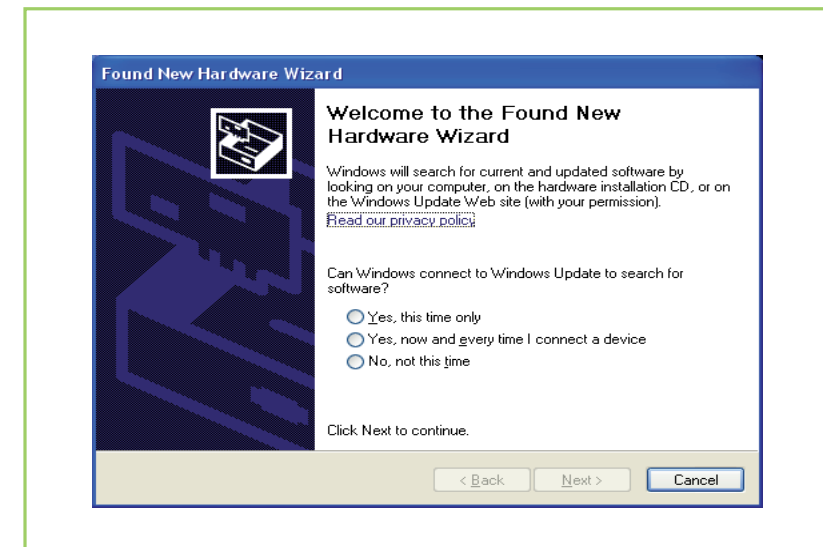 Found New Hardware Wizard
Welcome to the Found New
Hardware Wizard
Windows will search for current and updated software by
looking on your computer, on the hardware installation CD, or on
the Windows Update Web site (with your permission).
Read our privacy policy
Can Windows connect to Windows Update to search for
software?
Yes, this time only
Yes, now and every time I connect a device
No, not this time
Click Next to continue.
< Back
Next >
Cancel